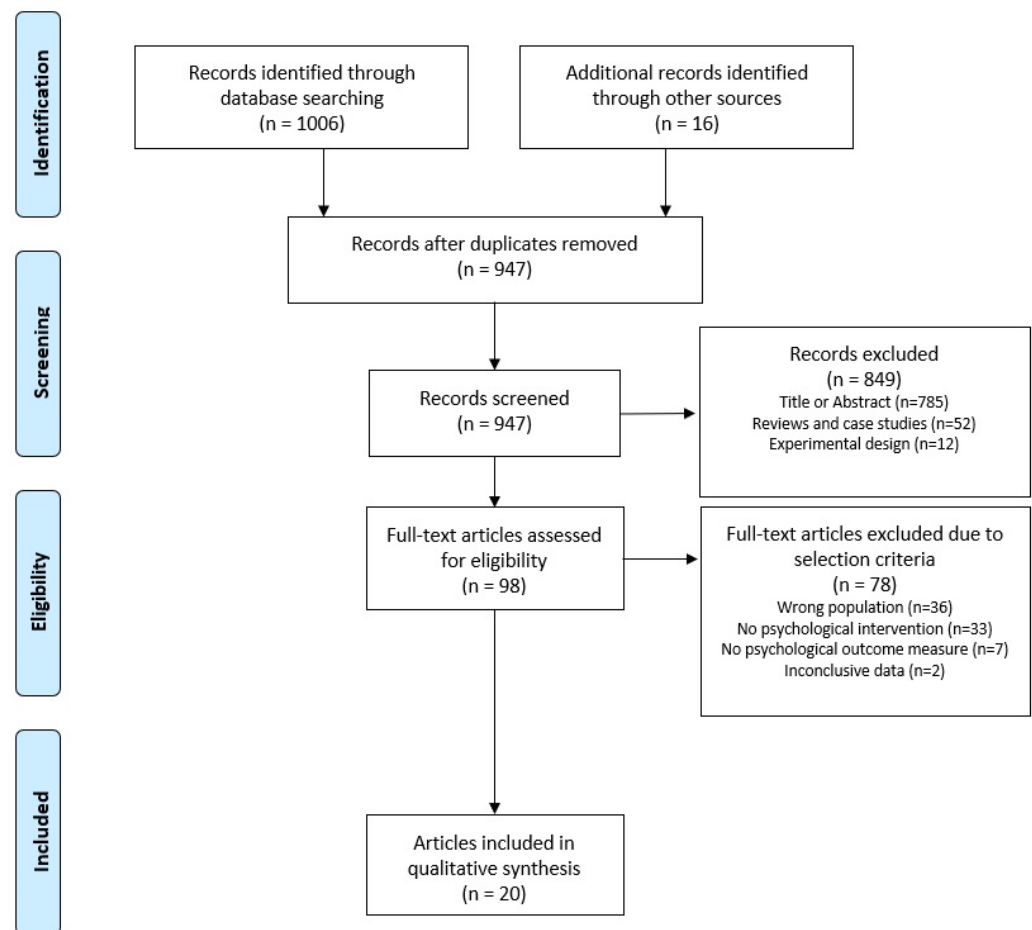 Identification
Records identified through
database searching
(n = 1006)
Additional records identified
through other sources
(n = 16)
Records after duplicates removed
(n = 947)
Screening
Records screened
(n = 947)
Records excluded
(n = 849)
Title or Abstract (n=785)
Reviews and case studies (n=52)
Experimental design (n=12)
Eligibility
Full-text articles assessed
for eligibility
(n = 98)
Full-text articles excluded due to
selection criteria
(n = 78)
Wrong population (n=36)
No psychological intervention (n=33)
No psychological outcome measure (n=7)
Inconclusive data (n=2)
Included
Articles included in
qualitative synthesis
(n = 20)